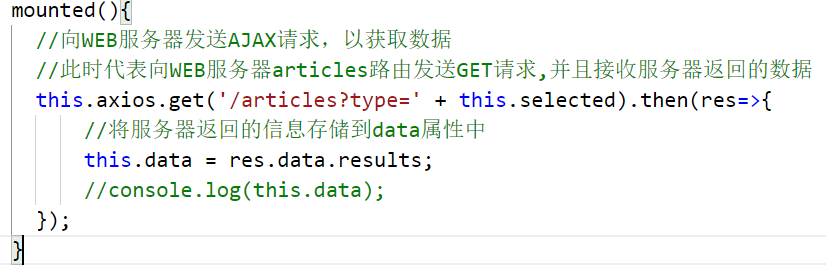 mounted(){
//向WEB服务器发送AJAX请求，以获取数据
//此时代表向WEB服务器articles路由发送GET请求,并且接收服务器返回的数据
this.axios.get('/articles?type=' + this.selected).then(res=>{
//将服务器返回的信息存储到data属性中
this.data = res.data.results;
//console.log(this.data);
});
}